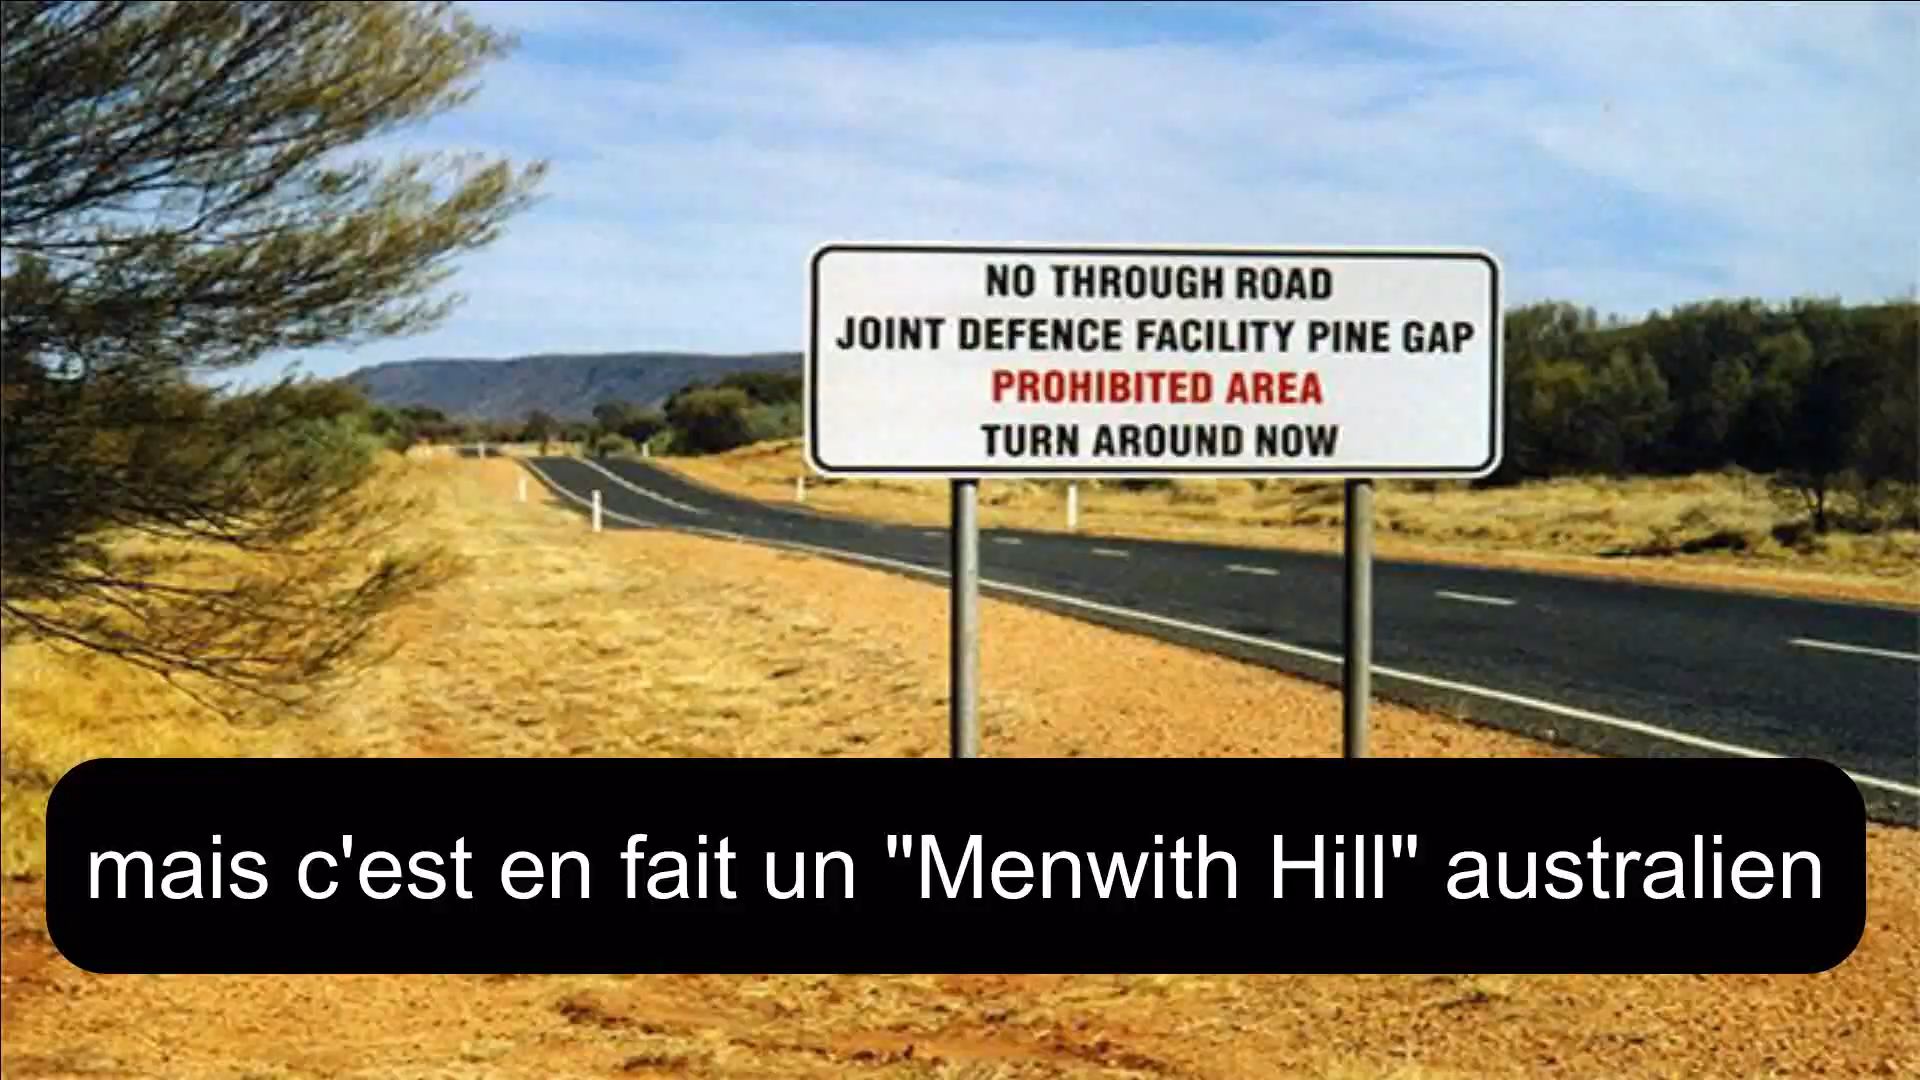 NO THROUGH ROAD
JOINT DEFENCE FACILITY PINE GAP
PROHIBITED AREA
TURN AROUND NOW
mais c'est en fait un "Menwith Hill" australien